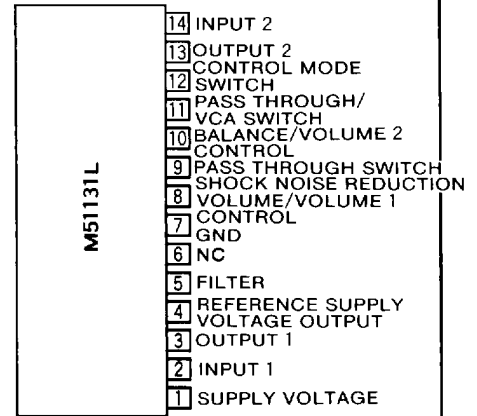 M51131L
14 INPUT 2
13 OUTPUT 2
12 CONTROL MODE
SWITCH
11 PASS THROUGH/
VCA SWITCH
10 BALANCE/VOLUME 2
CONTROL
9 PASS THROUGH SWITCH
SHOCK NOISE REDUCTION
8 VOLUME/VOLUME 1
CONTROL
7 GND
6 NC
5 FILTER
4 REFERENCE SUPPLY
VOLTAGE OUTPUT
3 OUTPUT 1
2 INPUT 1
1 SUPPLY VOLTAGE